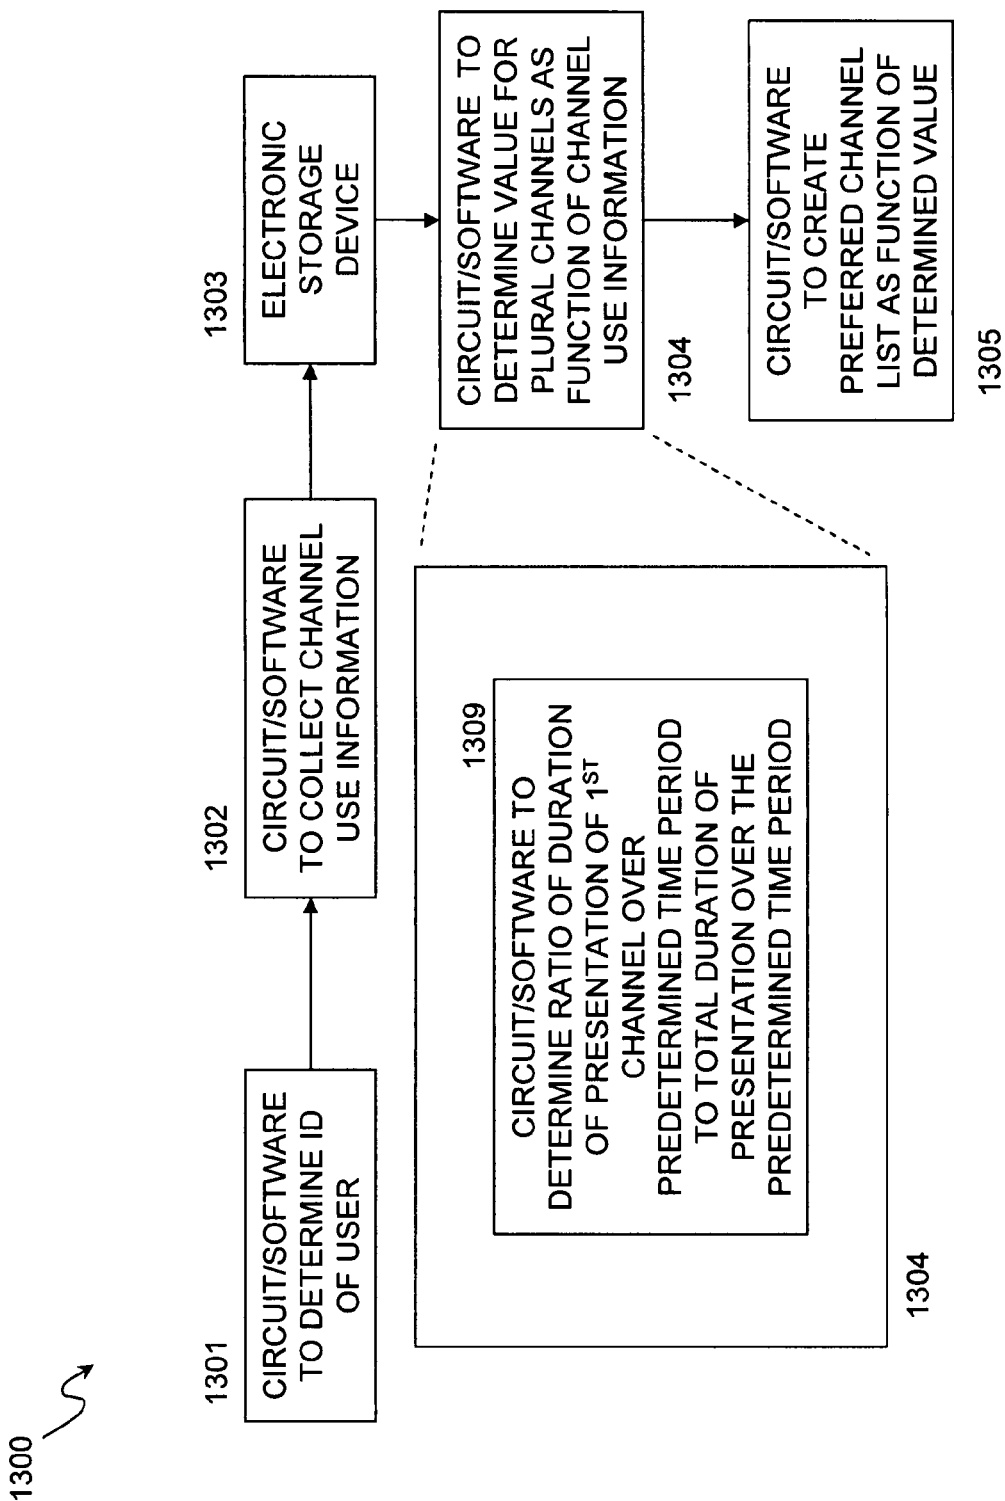 1300
1301
CIRCUIT/SOFTWARE
TO DETERMINE ID
OF USER
1302
CIRCUIT/SOFTWARE
TO COLLECT CHANNEL
USE INFORMATION
1303
ELECTRONIC
STORAGE
DEVICE
CIRCUIT/SOFTWARE TO
DETERMINE VALUE FOR
PLURAL CHANNELS AS
FUNCTION OF CHANNEL
USE INFORMATION
1304
CIRCUIT/SOFTWARE
TO CREATE
PREFERRED CHANNEL
LIST AS FUNCTION OF
DETERMINED VALUE
1305
1309
CIRCUIT/SOFTWARE TO
DETERMINE RATIO OF DURATION
OF PRESENTATION OF 1ST
CHANNEL OVER
PREDETERMINED TIME PERIOD
TO TOTAL DURATION OF
PRESENTATION OVER THE
PREDETERMINED TIME PERIOD
1304